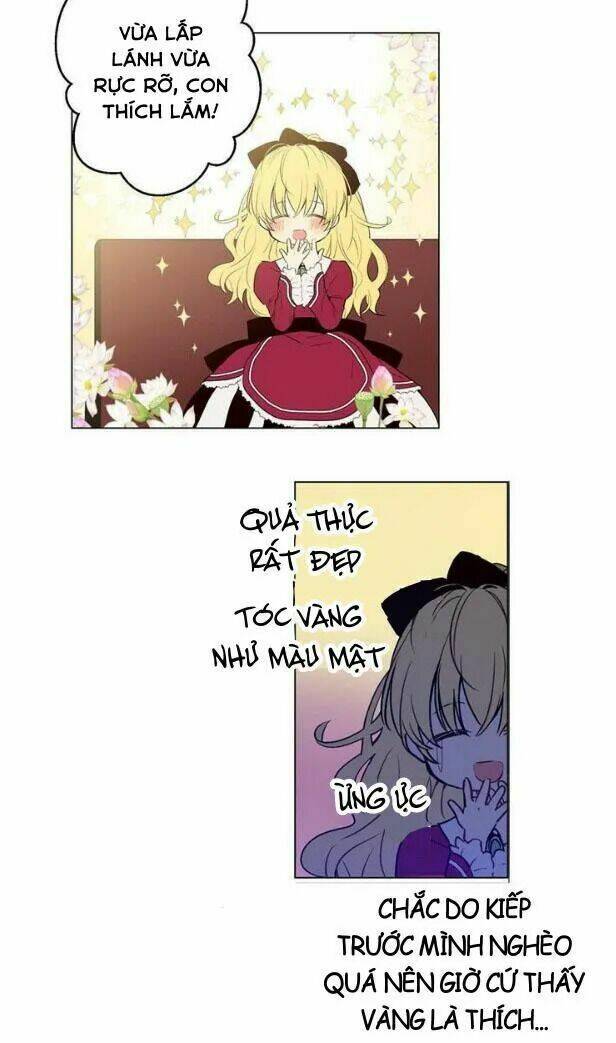 VỪA LẤP
LÁNH VỪA
RỰC RỠ, CON
THÍCH LẮM!
QUẢ THỰC
RẤT ĐẸP
TÓC VÀNG
NHƯ MÀU MẬT
ỪNG ỰC
CHẮC DO KIẾP
TRƯỚC MÌNH NGHÈO
QUÁ NÊN GIỜ CỨ THẤY
VÀNG LÀ THÍCH...